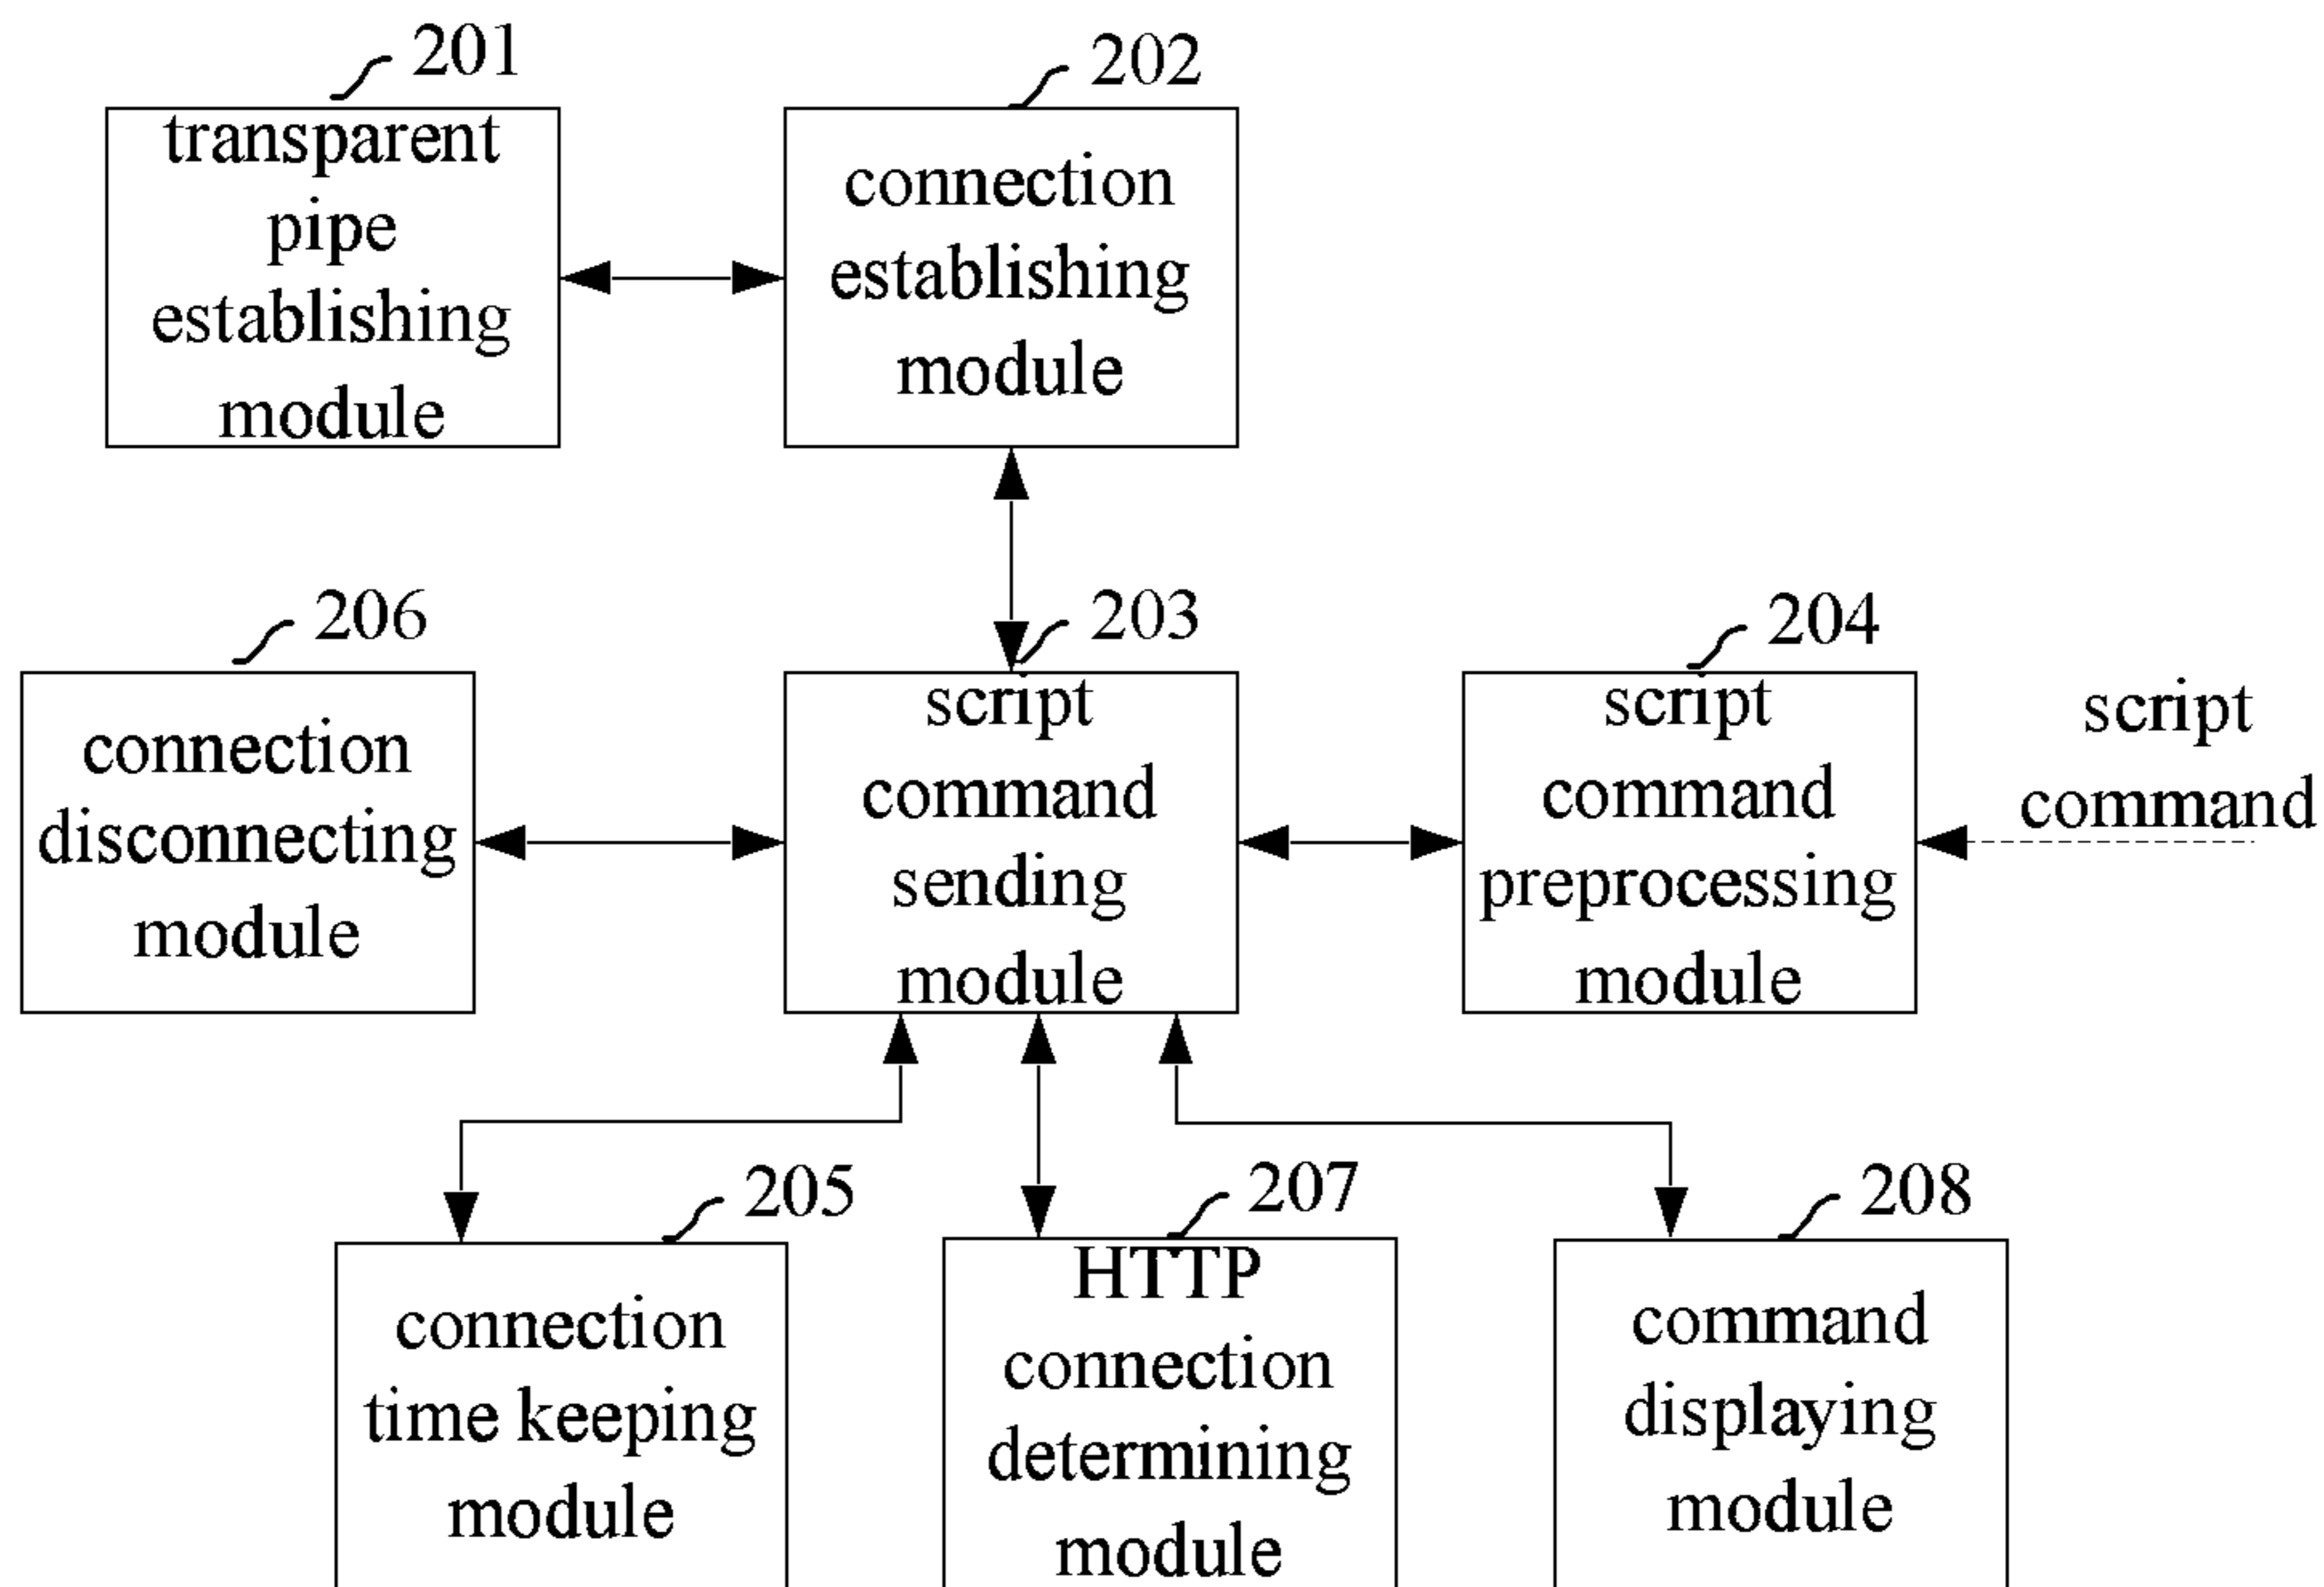 201
transparent
pipe
establishing
module
202
connection
establishing
module
206
connection
disconnecting
module
203
script
command
sending
module
204
script
command
preprocessing
module
script
command
205
connection
time keeping
module
207
HTTP
connection
determining
module
208
command
displaying
module